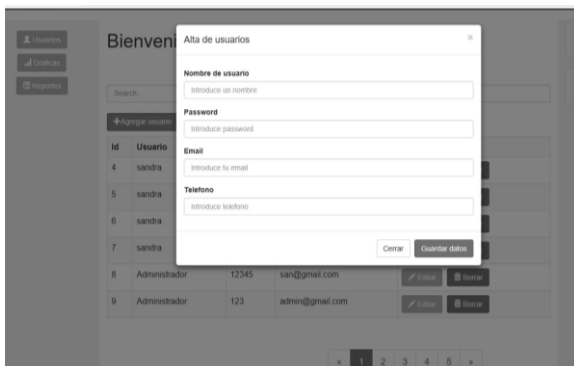 Usuarios
Graficas
Reportes
Bienveni
Search..
Agregar usuario
Id Usuario
4 sandra
5 sandra
6 sandra
7 sandra
8 Administrador 12345 san@gmail.com Editar Borrar
9 Administrador 123 admin@gmail.com Editar Borrar
« 1 2 3 4 5 »
Alta de usuarios ×
Nombre de usuario
Introduce un nombre
Password
Introduce password
Email
Introduce tu email
Telefono
Introduce telefono
Cerrar Guardar datos